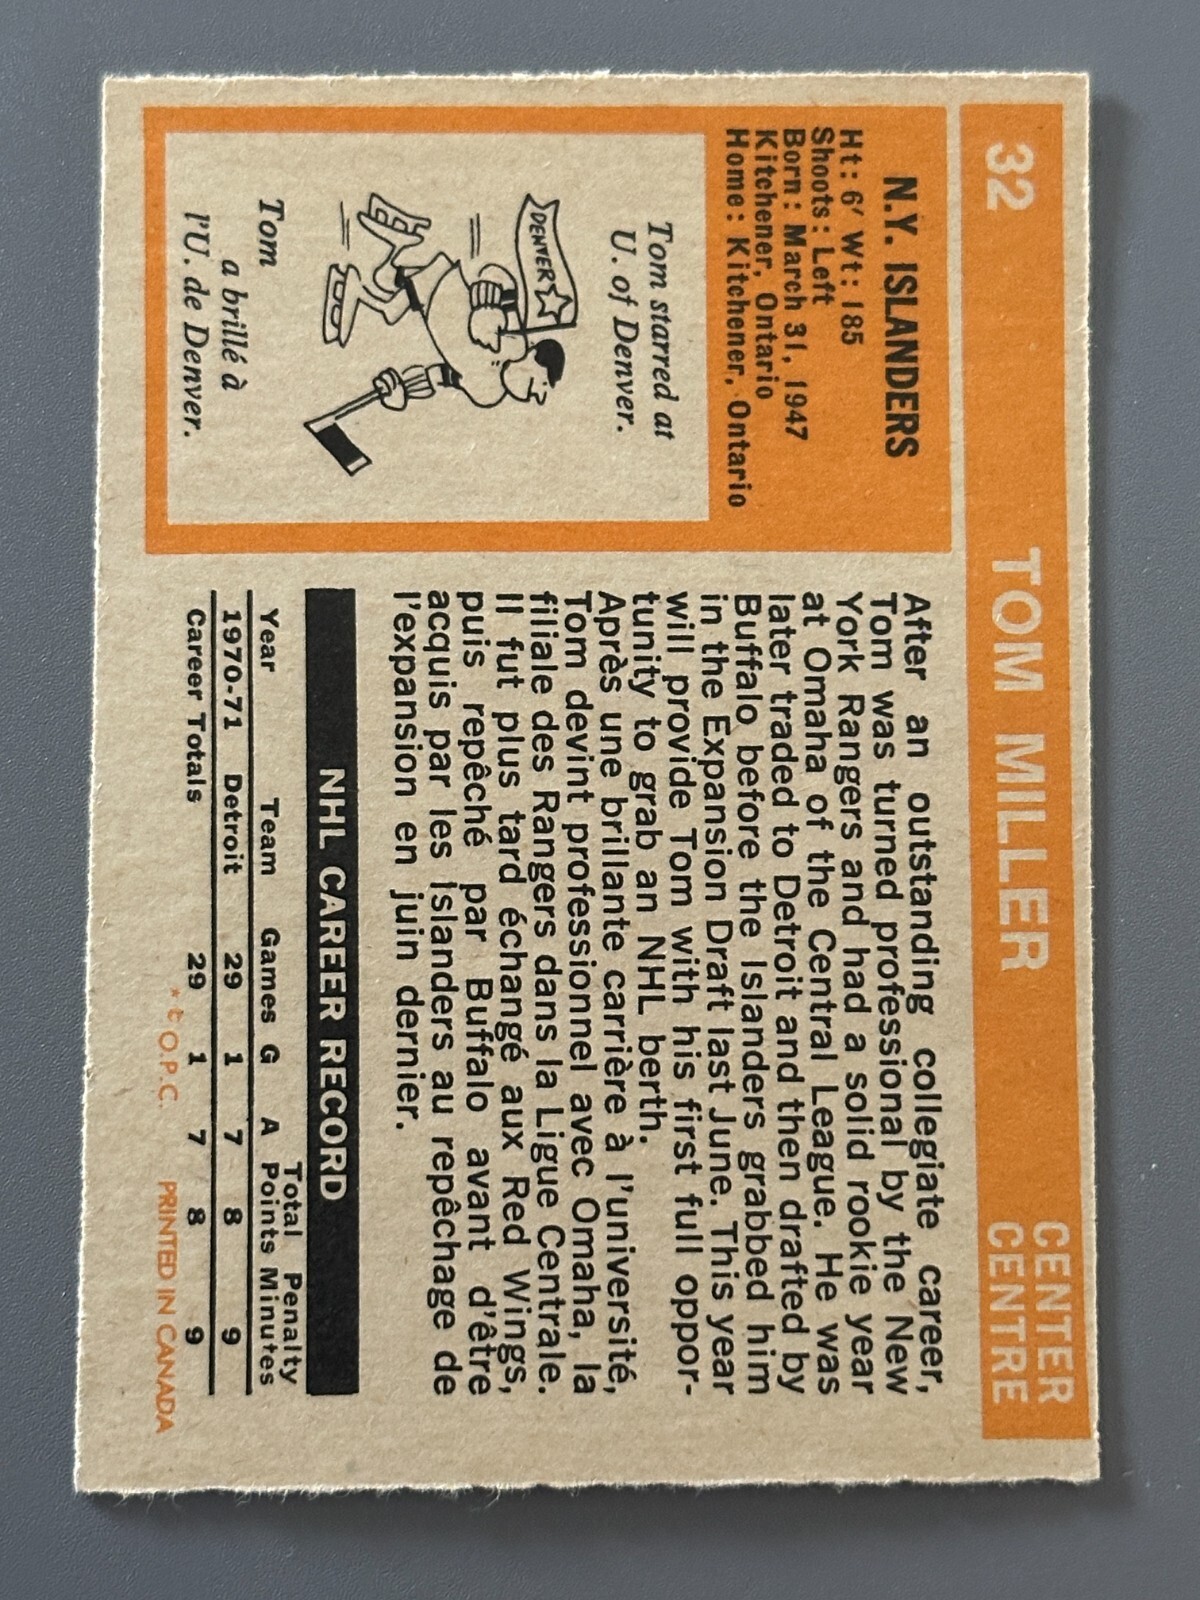 32
TOM MILLER
CENTER
CENTRE
N.Y. ISLANDERS
Ht: 6' Wt: 185
Shoots: Left
Born: March 31, 1947
Kitchener, Ontario
Home: Kitchener, Ontario
Tom starred at
U. of Denver.
DENVER
Tom
a brillé à
l'U. de Denver.
After an outstanding collegiate career,
Tom was turned professional by the New
York Rangers and had a solid rookie year
at Omaha of the Central League. He was
later traded to Detroit and then drafted by
Buffalo before the Islanders grabbed him
in the Expansion Draft last June. This year
will provide Tom with his first full oppor-
tunity to grab an NHL berth.
Après une brillante carrière à l'université,
Tom devint professionnel avec Omaha, la
filiale des Rangers dans la Ligue Centrale.
Il fut plus tard échangé aux Red Wings,
puis repêché par Buffalo avant d'être
acquis par les Islanders au repêchage de
l'expansion en juin dernier.
NHL CAREER RECORD
Total Penalty
Year Team Games G A Points Minutes
1970-71 Detroit 29 1 7 8 9
Career Totals 29 1 7 8 9
* O.P.C. PRINTED IN CANADA